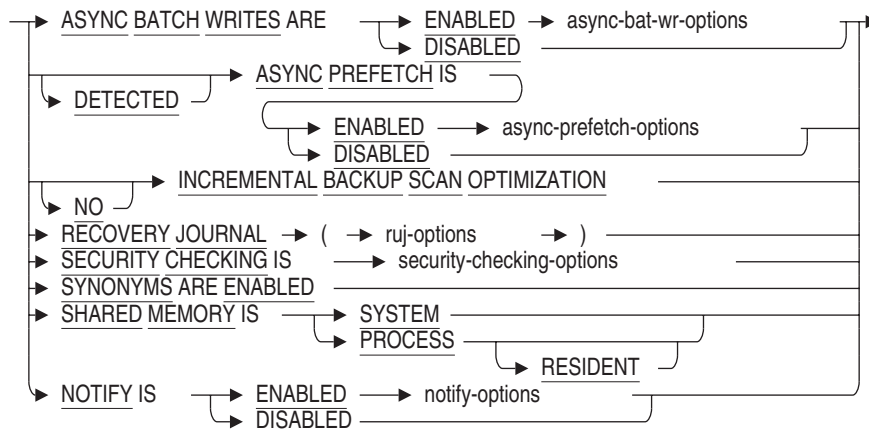 ASYNC BATCH WRITES ARE ENABLED async-bat-wr-options
DISABLED
DETECTED ASYNC PREFETCH IS
ENABLED async-prefetch-options
DISABLED
NO INCREMENTAL BACKUP SCAN OPTIMIZATION
RECOVERY JOURNAL ( ruj-options )
SECURITY CHECKING IS security-checking-options
SYNONYMS ARE ENABLED
SHARED MEMORY IS SYSTEM
PROCESS
RESIDENT
NOTIFY IS ENABLED notify-options
DISABLED